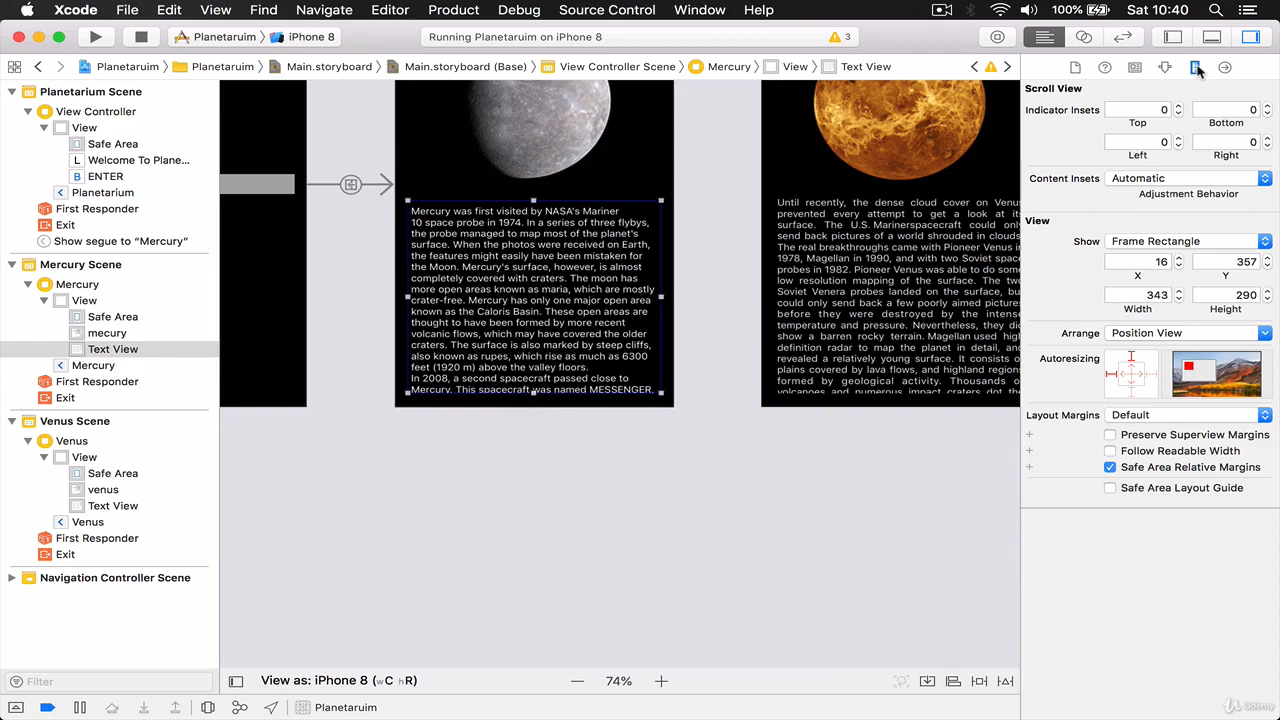 Xcode File Edit View Find Navigate Editor Product Debug Source Control Window Help 100% Sat 10:40
Planetaruim iPhone 8 Running Planetaruim on iPhone 8 3
Planetaruim Planetaruim Main.storyboard Main.storyboard (Base) View Controller Scene Mercury View Text View
Planetarium Scene
View Controller
View
Safe Area
L Welcome To Plane...
B ENTER
Planetarium
First Responder
Exit
Show segue to “Mercury”
Mercury Scene
Mercury
View
Safe Area
mecury
Text View
Mercury
First Responder
Exit
Venus Scene
Venus
View
Safe Area
venus
Text View
Venus
First Responder
Exit
Navigation Controller Scene
Filter
Mercury was first visited by NASA's Mariner
10 space probe in 1974. In a series of three flybys,
the probe managed to map most of the planet's
surface. When the photos were received on Earth,
the features might easily have been mistaken for
the Moon. Mercury's surface, however, is almost
completely covered with craters. The moon has
more open areas known as maria, which are mostly
crater-free. Mercury has only one major open area
known as the Caloris Basin. These open areas are
thought to have been formed by more recent
volcanic flows, which may have covered the older
craters. The surface is also marked by steep cliffs,
also known as rupes, which rise as much as 6300
feet (1920 m) above the valley floors.
In 2008, a second spacecraft passed close to
Mercury. This spacecraft was named MESSENGER.
Until recently, the dense cloud cover on Venus
prevented every attempt to get a look at its
surface. The U.S. Marinerspacecraft could only
send back pictures of a world shrouded in clouds.
The real breakthroughs came with Pioneer Venus in
1978, Magellan in 1990, and with two Soviet space
probes in 1982. Pioneer Venus was able to do some
low resolution mapping of the surface. The two
Soviet Venera probes landed on the surface, but
could only send back a few poorly aimed pictures
before they were destroyed by the intense
temperature and pressure. Nevertheless, they did
show a barren rocky terrain. Magellan used high
definition radar to map the planet in detail, and
revealed a relatively young surface. It consists of
plains covered by lava flows, and highland regions
formed by geological activity. Thousands of
volcanoes and numerous impact craters dot the
View as: iPhone 8 (wC hR)
74%
Planetaruim
Scroll View
Indicator Insets 0 0
Top Bottom
0 0
Left Right
Content Insets Automatic
Adjustment Behavior
View
Show Frame Rectangle
16 357
X Y
343 290
Width Height
Arrange Position View
Autoresizing
Layout Margins Default
Preserve Superview Margins
Follow Readable Width
Safe Area Relative Margins
Safe Area Layout Guide
Udemy